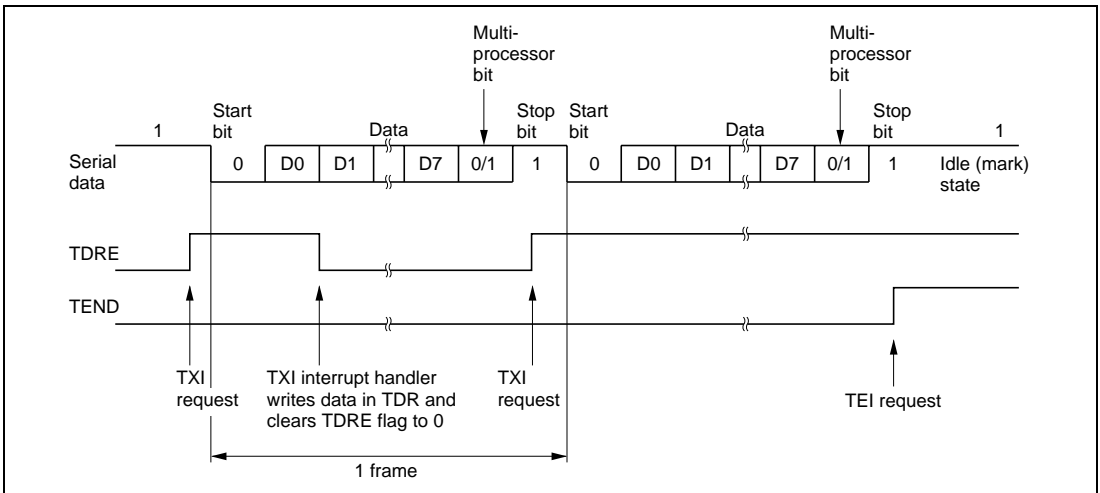 Multi-
processor
bit
Multi-
processor
bit
1
Start
bit
Data
Stop
bit
Start
bit
Data
Stop
bit
1
Serial
data
0 D0 D1 D7 0/1 1 0 D0 D1 D7 0/1 1
Idle (mark)
state
TDRE
TEND
TXI
request
TXI interrupt handler
writes data in TDR and
clears TDRE flag to 0
TXI
request
TEI request
1 frame